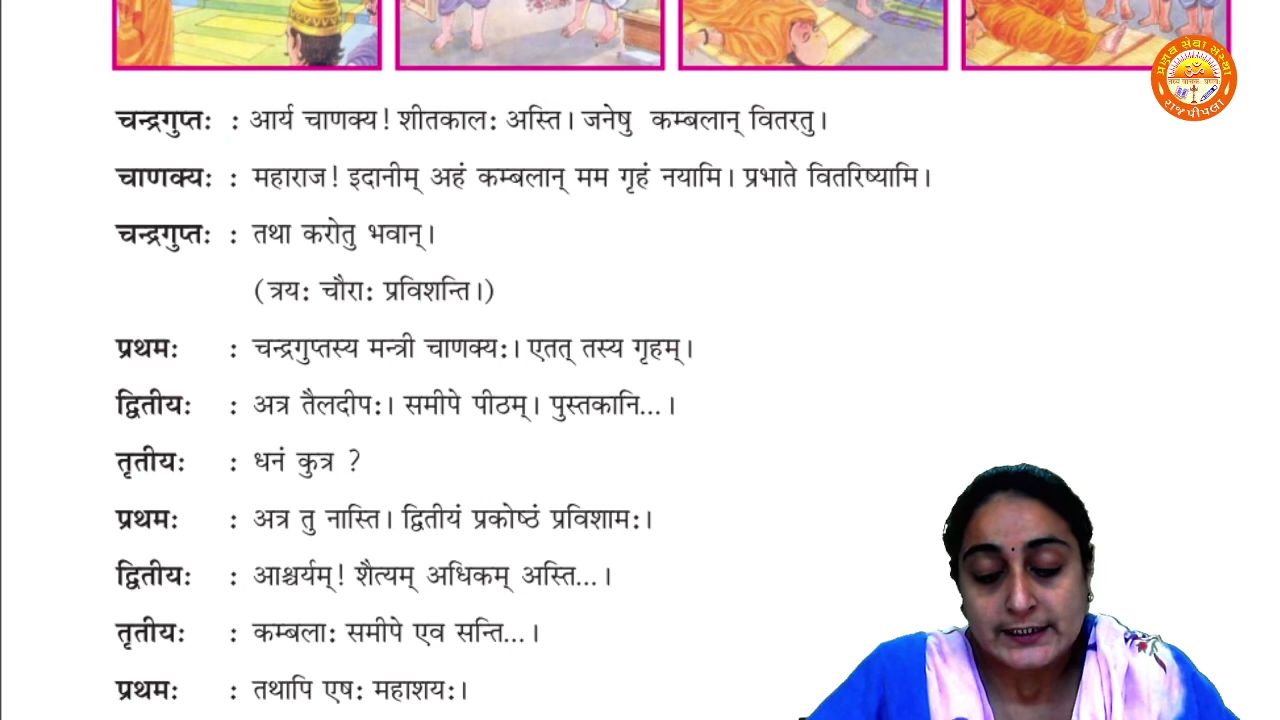 प्रणव सेवा संस्था
ॐ
રાજપીપલા
चन्द्रगुप्तः : आर्य चाणक्य! शीतकालः अस्ति। जनेषु कम्बलान् वितरतु।
चाणक्यः : महाराज! इदानीम् अहं कम्बलान् मम गृहं नयामि। प्रभाते वितरिष्यामि।
चन्द्रगुप्तः : तथा करोतु भवान्।
(त्रयः चौराः प्रविशन्ति।)
प्रथमः : चन्द्रगुप्तस्य मन्त्री चाणक्यः। एतत् तस्य गृहम्।
द्वितीयः : अत्र तैलदीपः। समीपे पीठम्। पुस्तकानि...।
तृतीयः : धनं कुत्र ?
प्रथमः : अत्र तु नास्ति। द्वितीयं प्रकोष्ठं प्रविशामः।
द्वितीयः : आश्चर्यम्! शैत्यम् अधिकम् अस्ति...।
तृतीयः : कम्बलाः समीपे एव सन्ति...।
प्रथमः : तथापि एषः महाशयः।